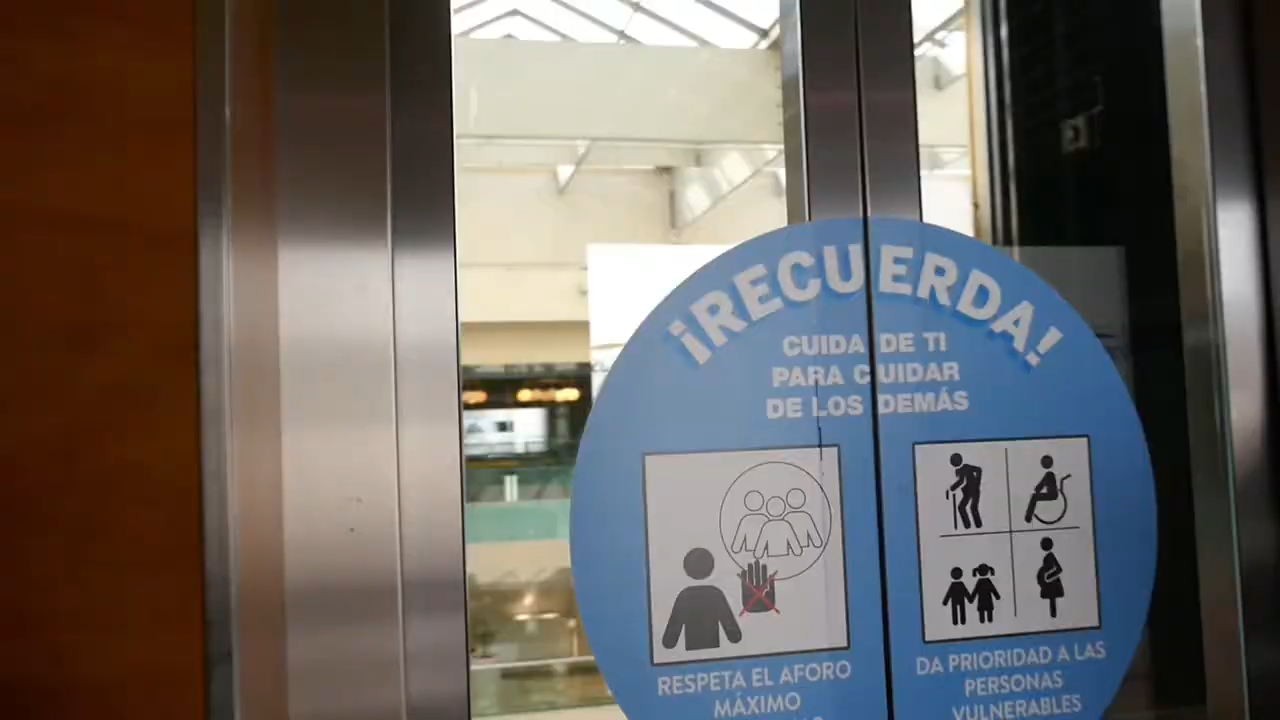 ¡RECUERDA!
CUIDA DE TI
PARA CUIDAR
DE LOS DEMÁS
RESPETA EL AFORO
MÁXIMO
DA PRIORIDAD A LAS
PERSONAS
VULNERABLES